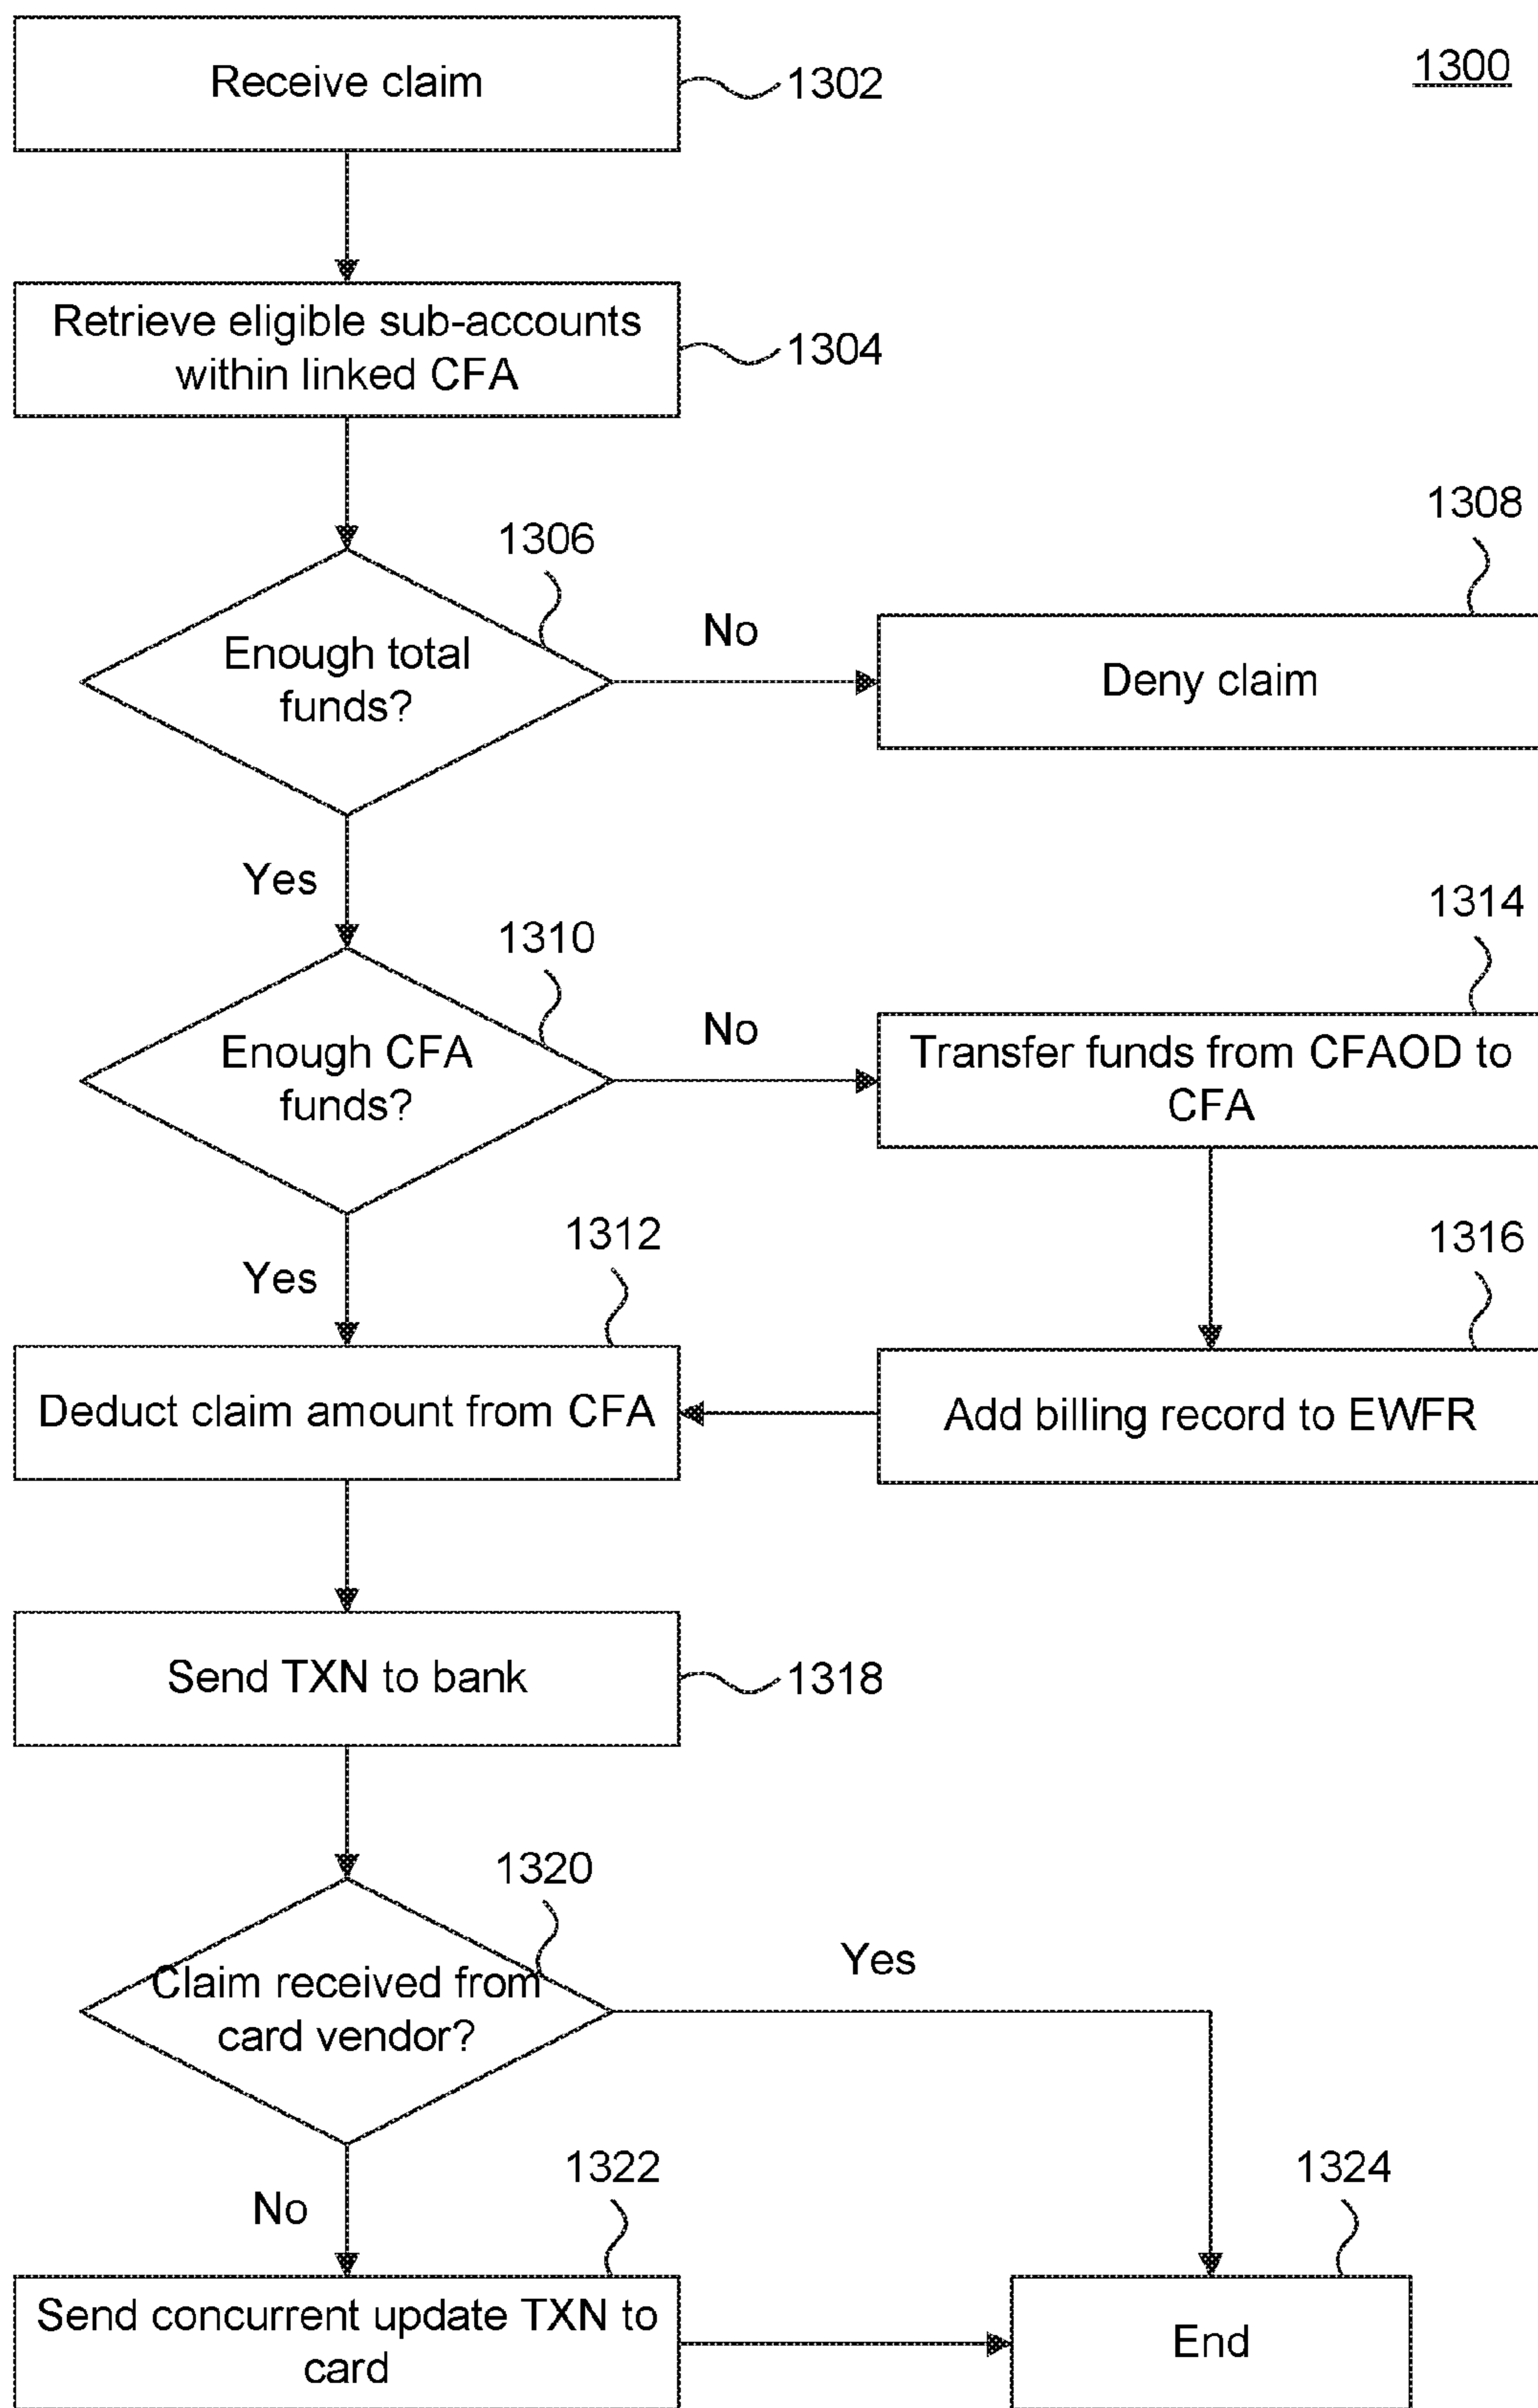 Receive claim
1302
1300
Retrieve eligible sub-accounts
within linked CFA
1304
1306
1308
Enough total
funds?
No
Deny claim
Yes
1310
1314
Enough CFA
funds?
No
Transfer funds from CFAOD to
CFA
Yes
1312
1316
Deduct claim amount from CFA
Add billing record to EWFR
Send TXN to bank
1318
1320
Claim received from
card vendor?
Yes
No
1322
1324
Send concurrent update TXN to
card
End